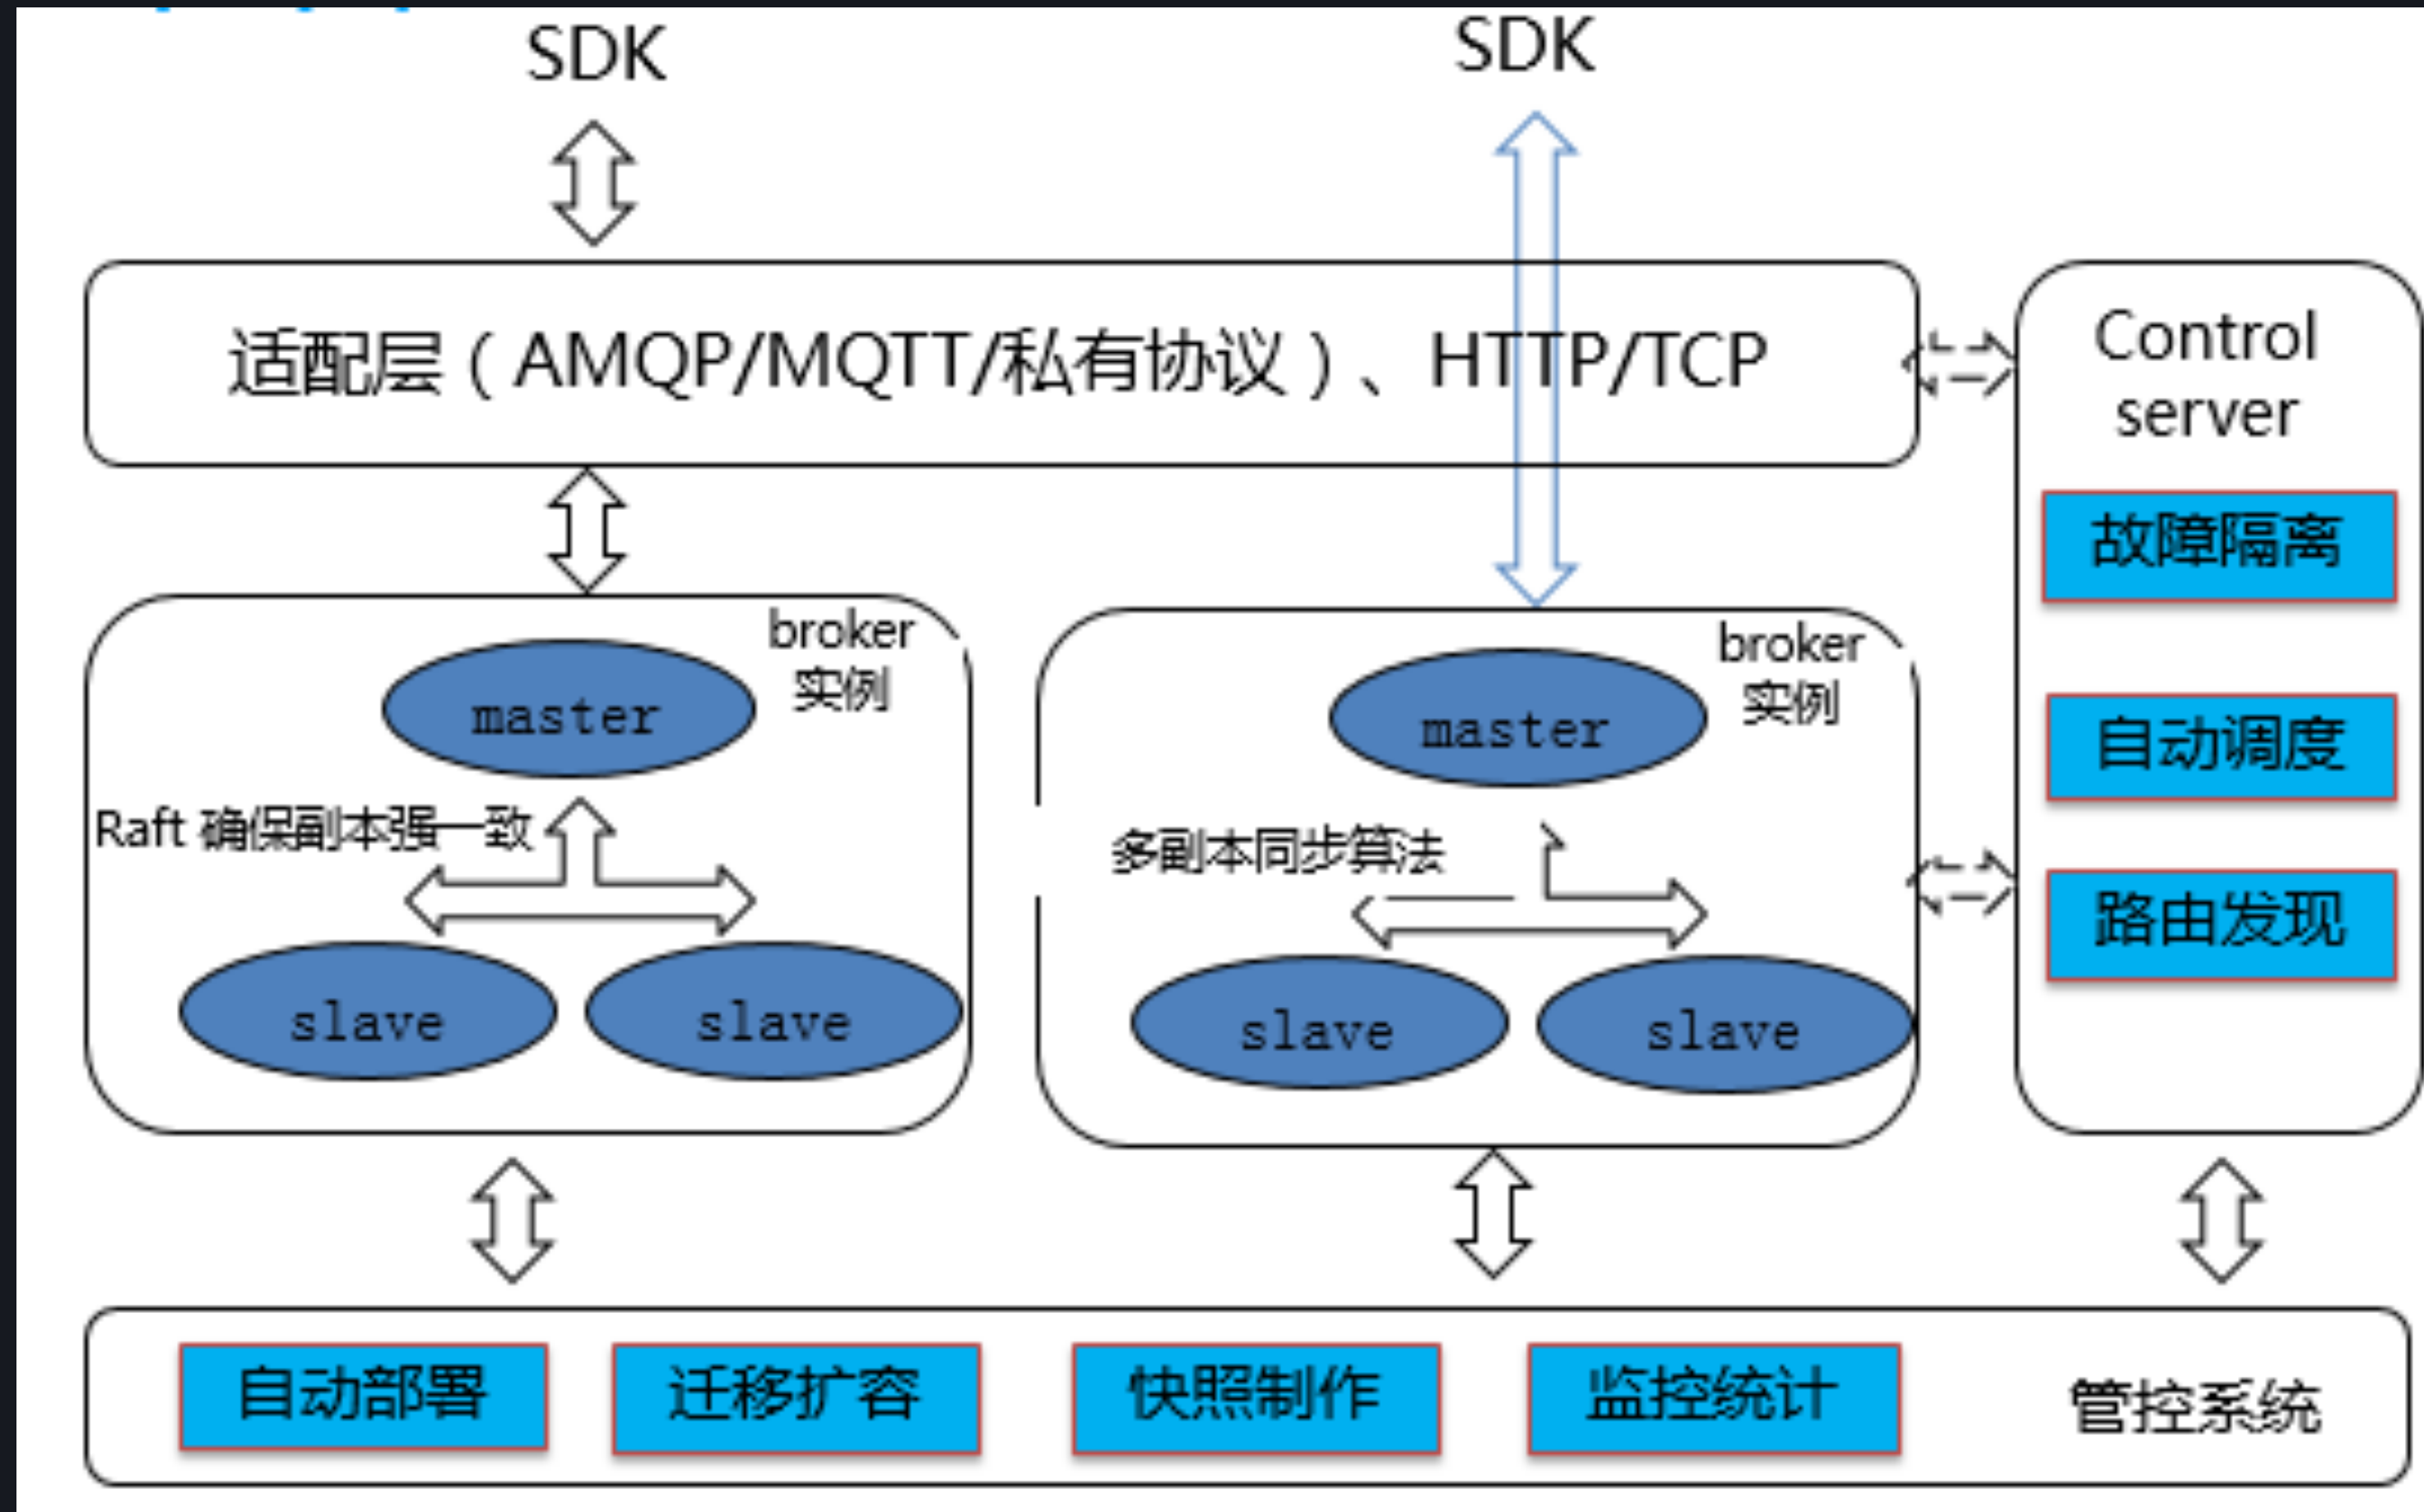 SDK
SDK
适配层（AMQP/MQTT/私有协议）、HTTP/TCP
Control
server
故障隔离
自动调度
路由发现
broker
实例
master
Raft 确保副本强一致
slave
slave
broker
实例
master
多副本同步算法
slave
slave
自动部署
迁移扩容
快照制作
监控统计
管控系统